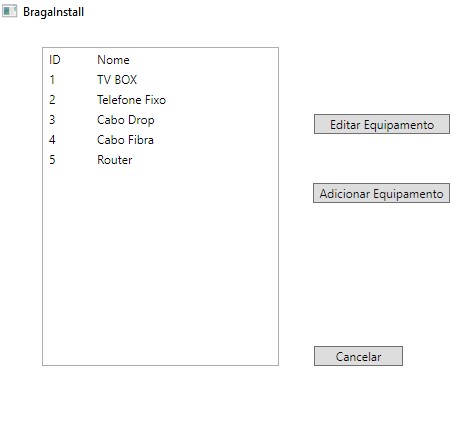 BragaInstall
ID Nome
1 TV BOX
2 Telefone Fixo
3 Cabo Drop
4 Cabo Fibra
5 Router
Editar Equipamento
Adicionar Equipamento
Cancelar